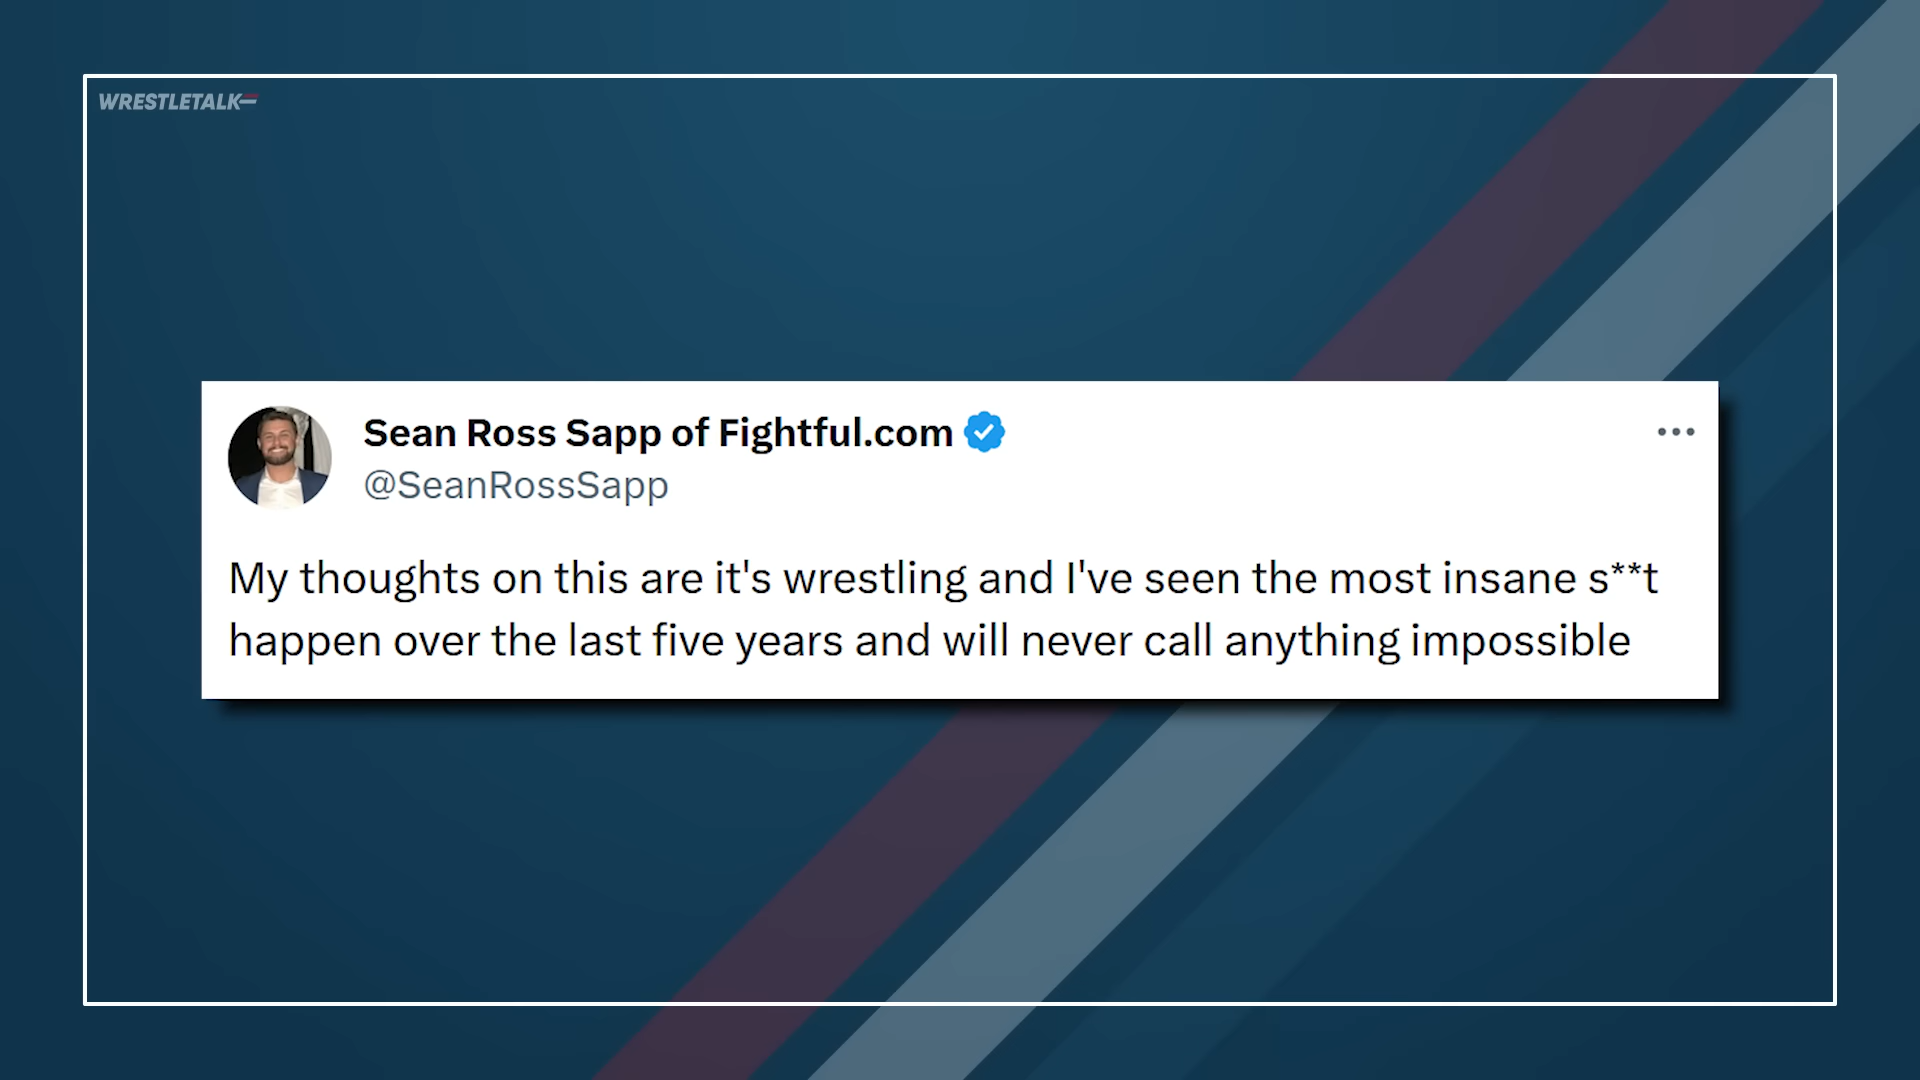 WRESTLETALK
Sean Ross Sapp of Fightful.com
@SeanRossSapp
My thoughts on this are it's wrestling and I've seen the most insane s**t
happen over the last five years and will never call anything impossible